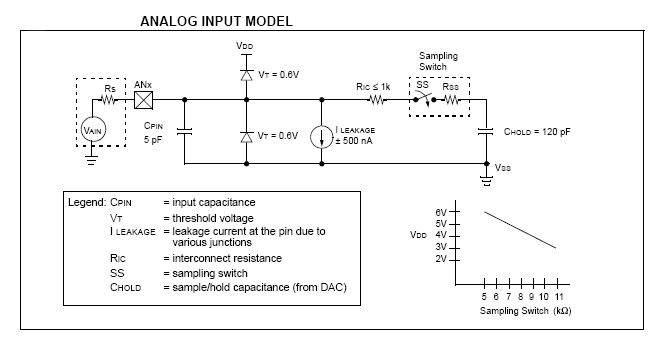 ANALOG INPUT MODEL
VDD
Sampling
Switch
VT = 0.6V
RS
ANx
RIC ≤ 1k
SS
RSS
VAIN
CPIN
5 pF
VT = 0.6V
I LEAKAGE
± 500 nA
CHOLD = 120 pF
VSS
Legend: CPIN = input capacitance
VT = threshold voltage
I LEAKAGE = leakage current at the pin due to
various junctions
RIC = interconnect resistance
SS = sampling switch
CHOLD = sample/hold capacitance (from DAC)
6V
5V
VDD 4V
3V
2V
5 6 7 8 9 10 11
Sampling Switch (kΩ)